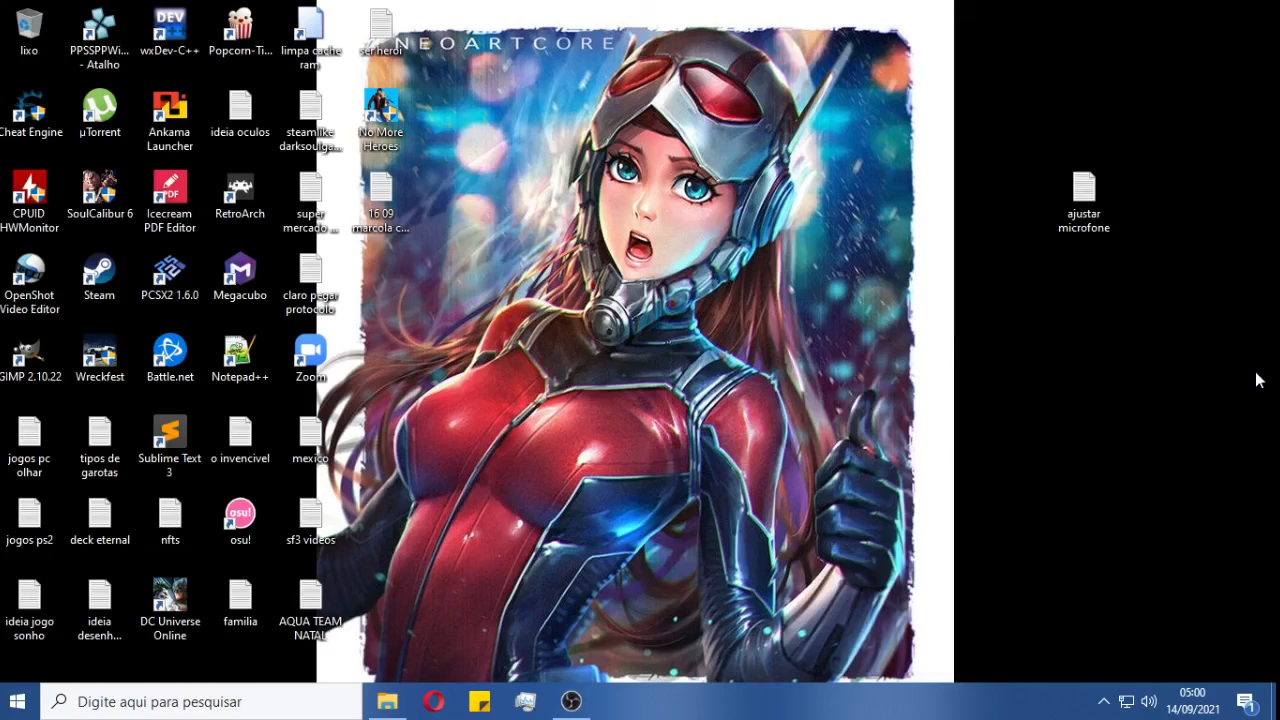 lixo
PPSSPPWi...
- Atalho
wxDev-C++
Popcorn-Ti...
limpa cache
ram
ser heroi
NEOARTCORE
Cheat Engine
µTorrent
Ankama
Launcher
ideia oculos
steamlike
darksoulga...
No More
Heroes
CPUID
HWMonitor
SoulCalibur 6
Icecream
PDF Editor
RetroArch
super
mercado ...
16 09
marcola c...
ajustar
microfone
OpenShot
Video Editor
Steam
PCSX2 1.6.0
Megacubo
claro pegar
protocolo
GIMP 2.10.22
Wreckfest
Battle.net
Notepad++
Zoom
jogos pc
olhar
tipos de
garotas
Sublime Text
3
o invencivel
mexico
jogos ps2
deck eternal
nfts
osu!
osu!
sf3 videos
ideia jogo
sonho
ideia
desenh...
DC Universe
Online
familia
AQUA TEAM
NATAL
Digite aqui para pesquisar
05:00
14/09/2021
1